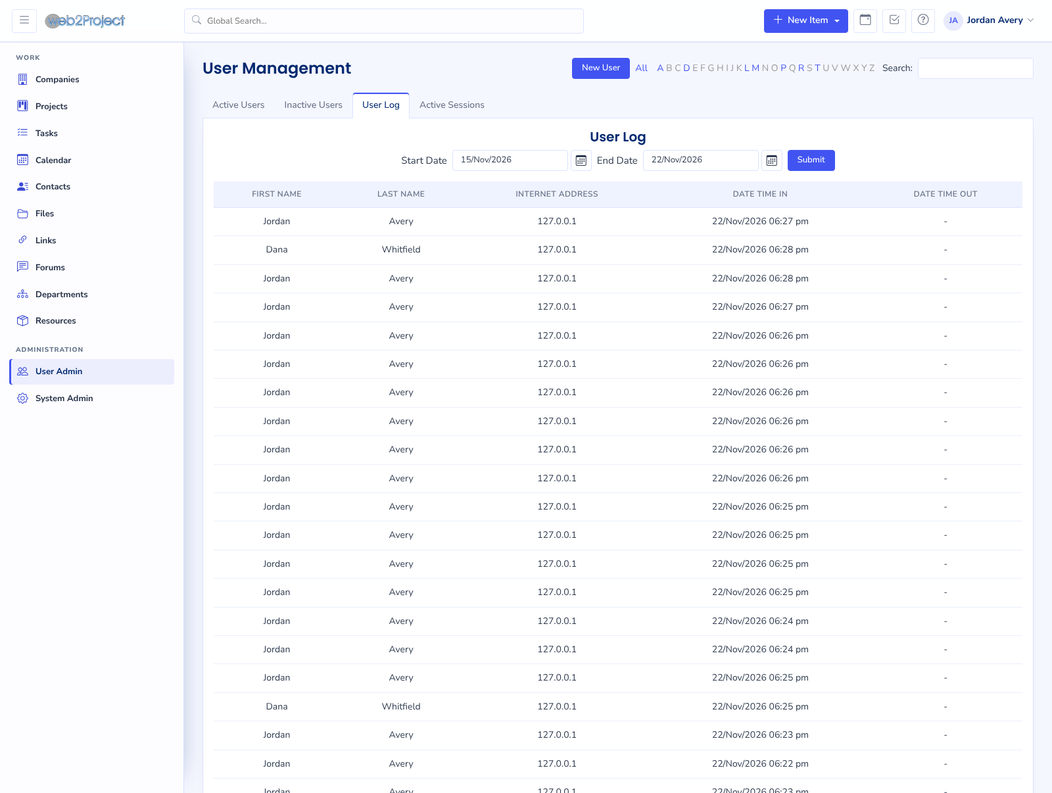 web2Project
Global Search...
New Item
JA Jordan Avery
WORK
Companies
Projects
Tasks
Calendar
Contacts
Files
Links
Forums
Departments
Resources
ADMINISTRATION
User Admin
System Admin
User Management
New User All A B C D E F G H I J K L M N O P Q R S T U V W X Y Z Search:
Active Users Inactive Users User Log Active Sessions
User Log
Start Date 15/Nov/2026 End Date 22/Nov/2026 Submit
FIRST NAME LAST NAME INTERNET ADDRESS DATE TIME IN DATE TIME OUT
Jordan Avery 127.0.0.1 22/Nov/2026 06:27 pm -
Dana Whitfield 127.0.0.1 22/Nov/2026 06:28 pm -
Jordan Avery 127.0.0.1 22/Nov/2026 06:28 pm -
Jordan Avery 127.0.0.1 22/Nov/2026 06:27 pm -
Jordan Avery 127.0.0.1 22/Nov/2026 06:26 pm -
Jordan Avery 127.0.0.1 22/Nov/2026 06:26 pm -
Jordan Avery 127.0.0.1 22/Nov/2026 06:26 pm -
Jordan Avery 127.0.0.1 22/Nov/2026 06:26 pm -
Jordan Avery 127.0.0.1 22/Nov/2026 06:26 pm -
Jordan Avery 127.0.0.1 22/Nov/2026 06:26 pm -
Jordan Avery 127.0.0.1 22/Nov/2026 06:25 pm -
Jordan Avery 127.0.0.1 22/Nov/2026 06:25 pm -
Jordan Avery 127.0.0.1 22/Nov/2026 06:25 pm -
Jordan Avery 127.0.0.1 22/Nov/2026 06:25 pm -
Jordan Avery 127.0.0.1 22/Nov/2026 06:24 pm -
Jordan Avery 127.0.0.1 22/Nov/2026 06:24 pm -
Jordan Avery 127.0.0.1 22/Nov/2026 06:25 pm -
Dana Whitfield 127.0.0.1 22/Nov/2026 06:25 pm -
Jordan Avery 127.0.0.1 22/Nov/2026 06:23 pm -
Jordan Avery 127.0.0.1 22/Nov/2026 06:22 pm -
Jordan Avery 127.0.0.1 22/Nov/2026 06:23 pm -